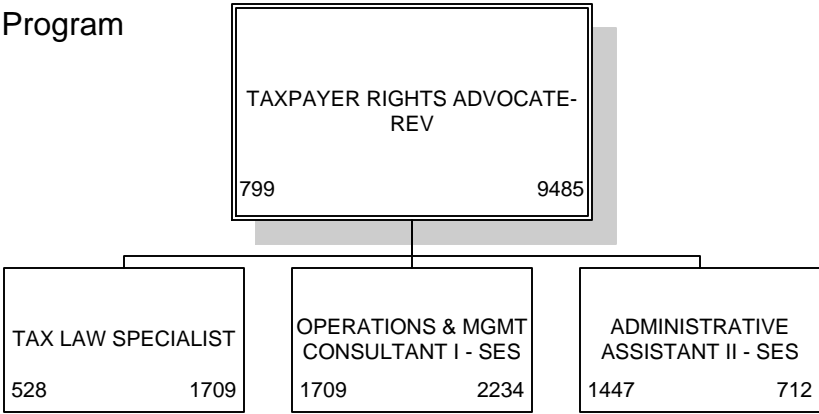 Program
TAXPAYER RIGHTS ADVOCATE-
REV
799 9485
TAX LAW SPECIALIST
528 1709
OPERATIONS & MGMT
CONSULTANT I - SES
1709 2234
ADMINISTRATIVE
ASSISTANT II - SES
1447 712